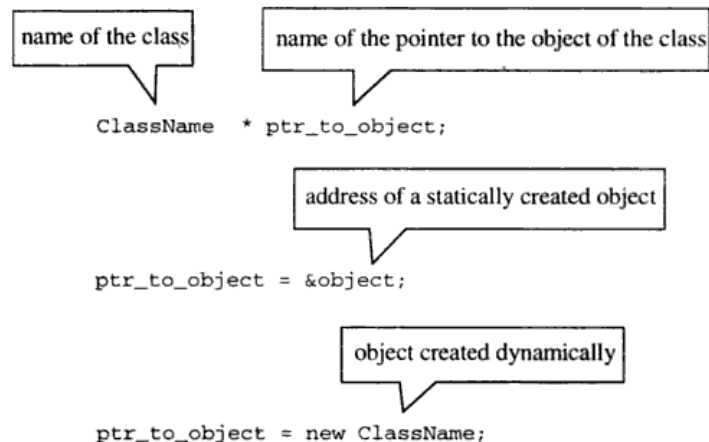 name of the class
name of the pointer to the object of the class
ClassName * ptr_to_object;
address of a statically created object
ptr_to_object = &object;
object created dynamically
ptr_to_object = new ClassName;